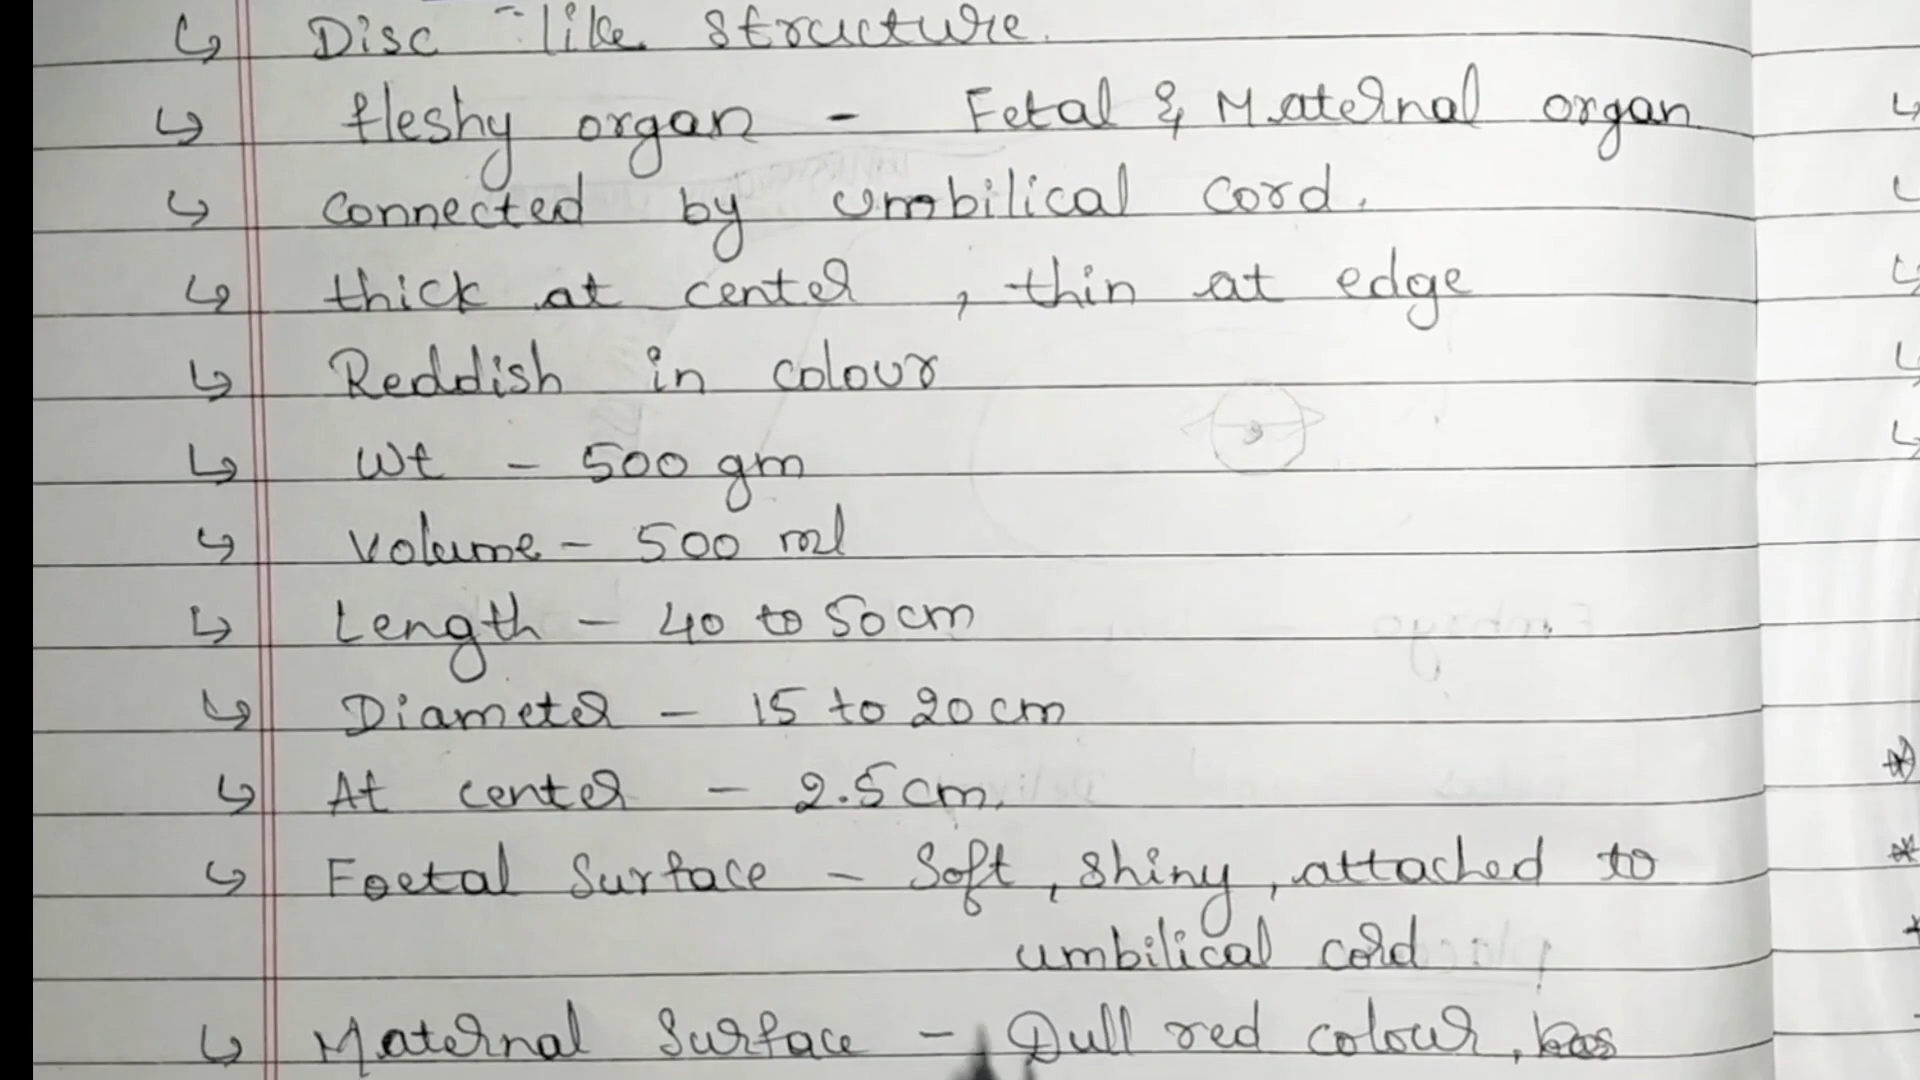 ↳ Disc - like structure.
↳ fleshy organ - Fetal & Maternal organ
↳ connected by umbilical cord.
↳ thick at center , thin at edge
↳ Reddish in colour
↳ Wt - 500 gm
↳ Volume - 500 ml
↳ Length - 40 to 50 cm
↳ Diameter - 15 to 20 cm
↳ At center - 2.5 cm.
↳ Foetal Surface - Soft, shiny, attached to
umbilical cord
↳ Maternal Surface - Dull red colour, has